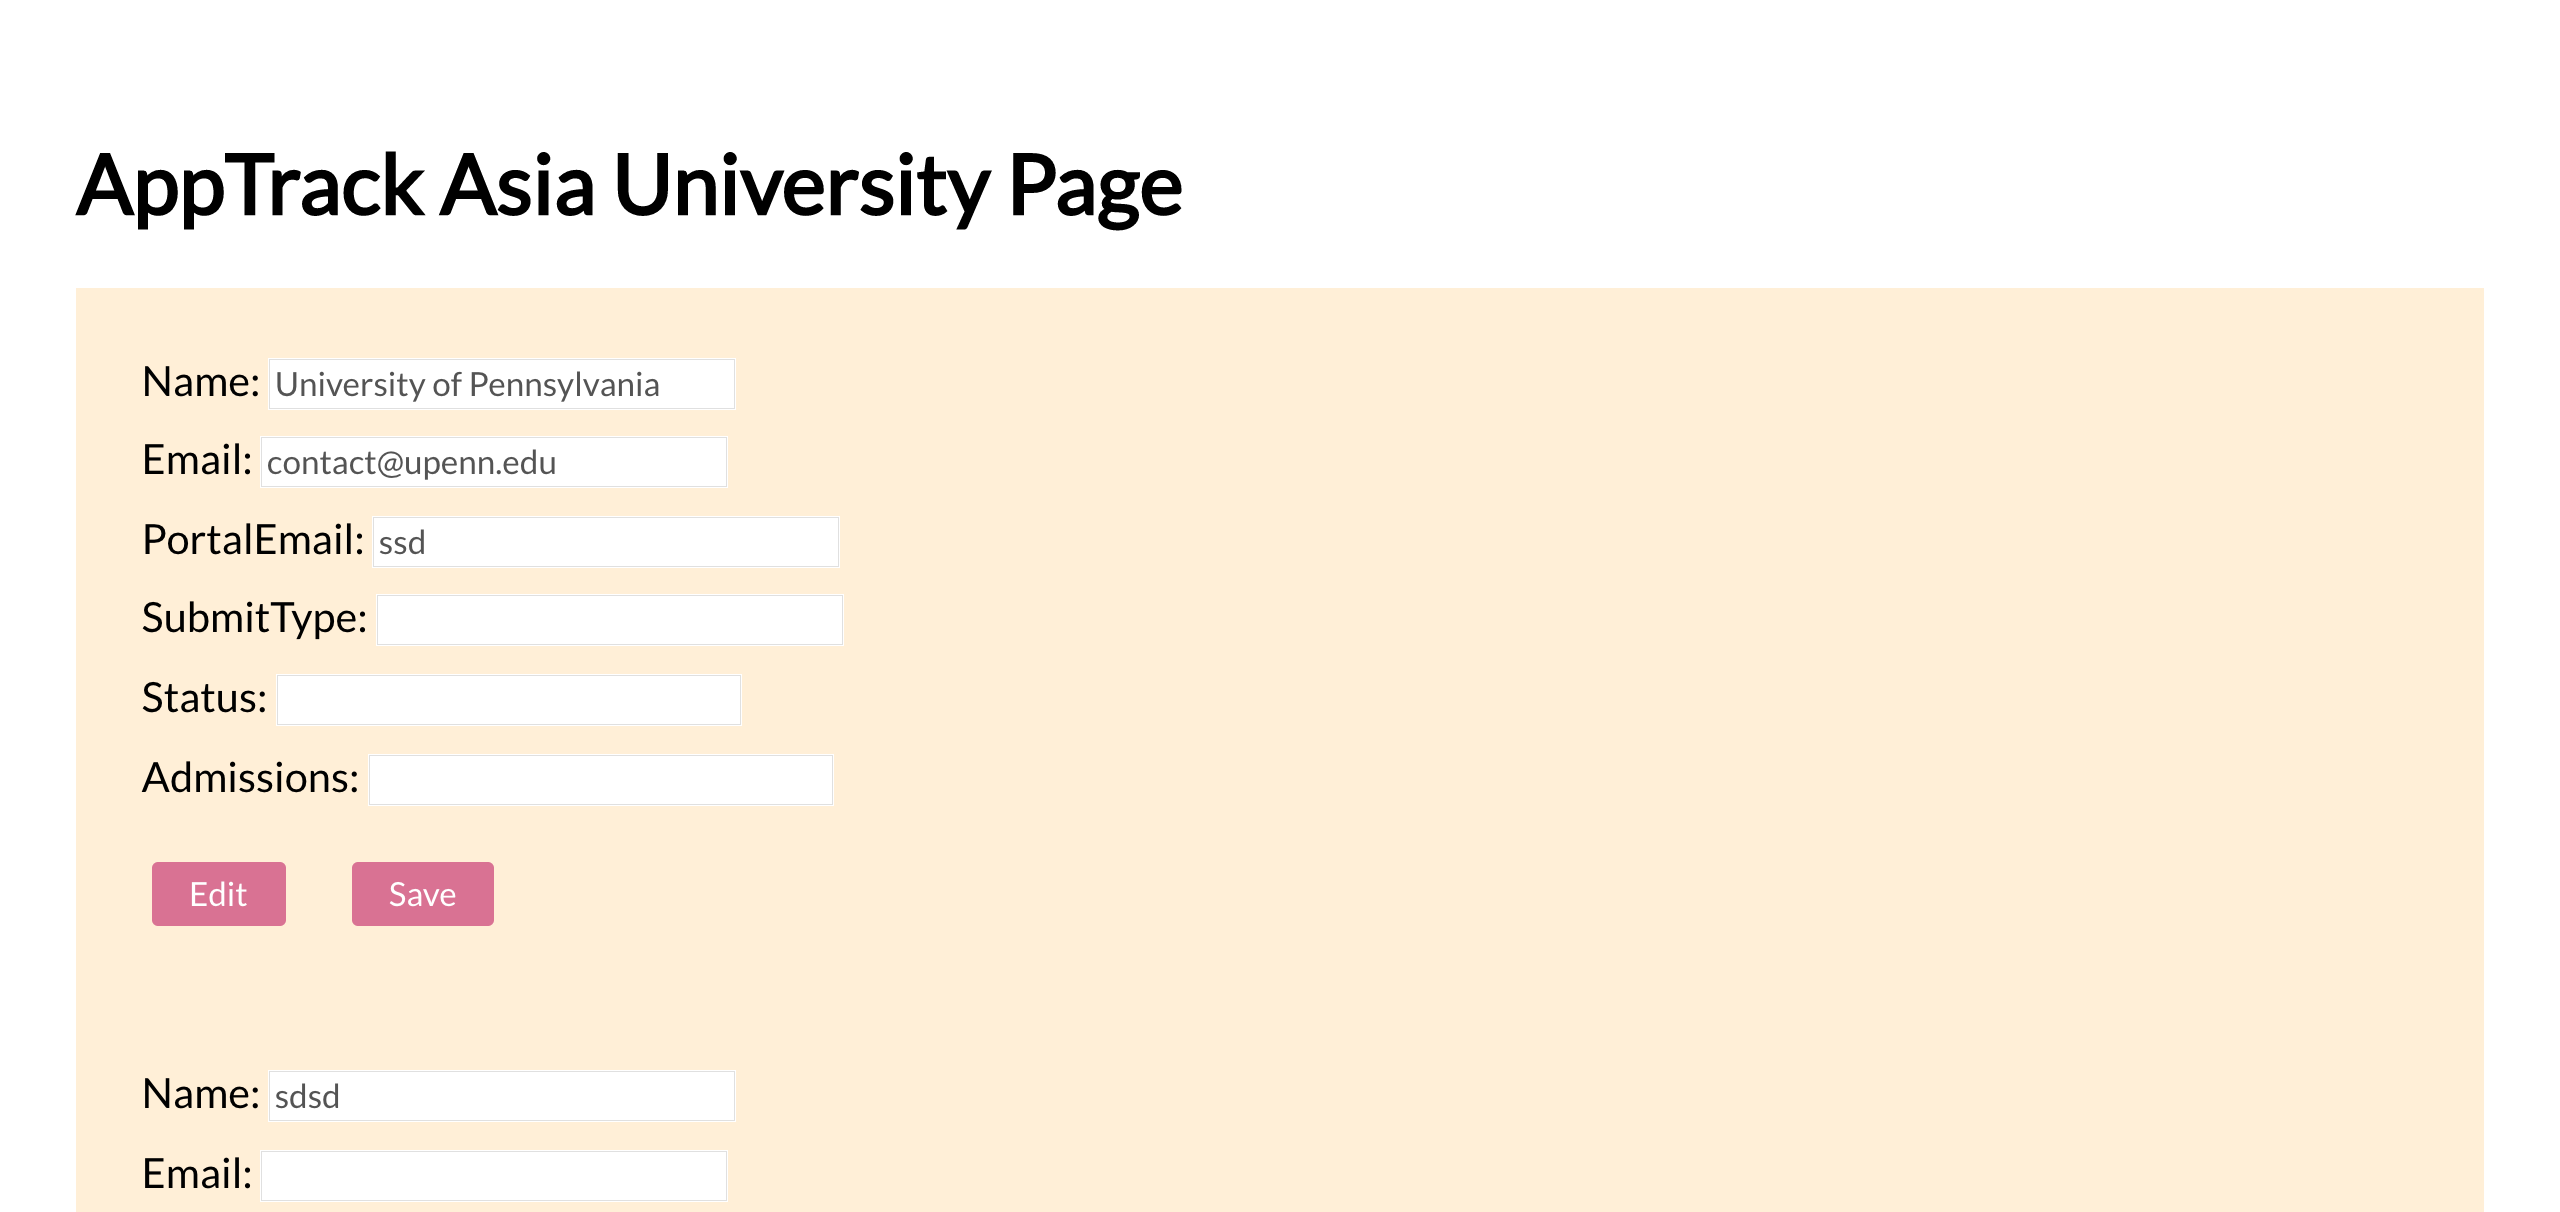 AppTrack Asia University Page
Name: University of Pennsylvania
Email: contact@upenn.edu
PortalEmail: ssd
SubmitType:
Status:
Admissions:
Edit Save
Name: sdsd
Email: